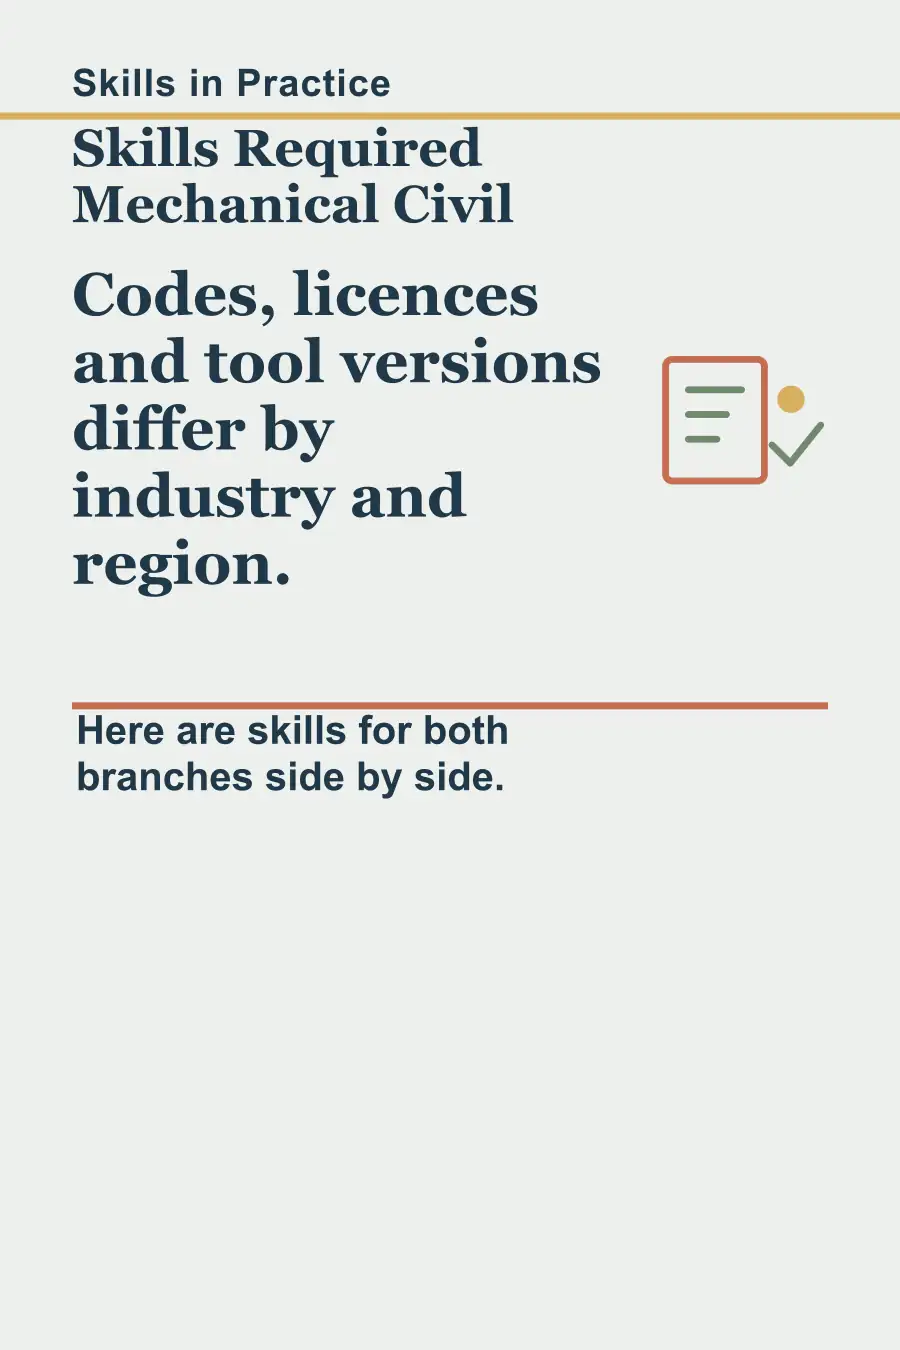 Skills in Practice
Skills Required
Mechanical Civil
Codes, licences
and tool versions
differ by
industry and
region.
Here are skills for both
branches side by side.